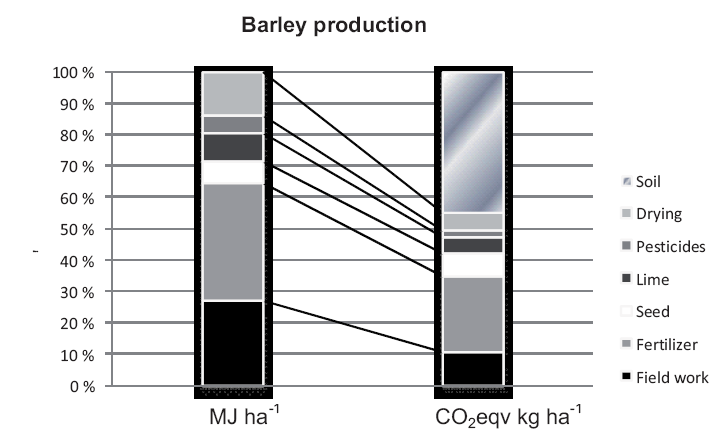 Barley production
100 %
90 %
80 %
70 %
60 %
50 %
40 %
30 %
20 %
10 %
0 %
MJ ha⁻¹
CO₂eqv kg ha⁻¹
Soil
Drying
Pesticides
Lime
Seed
Fertilizer
Field work